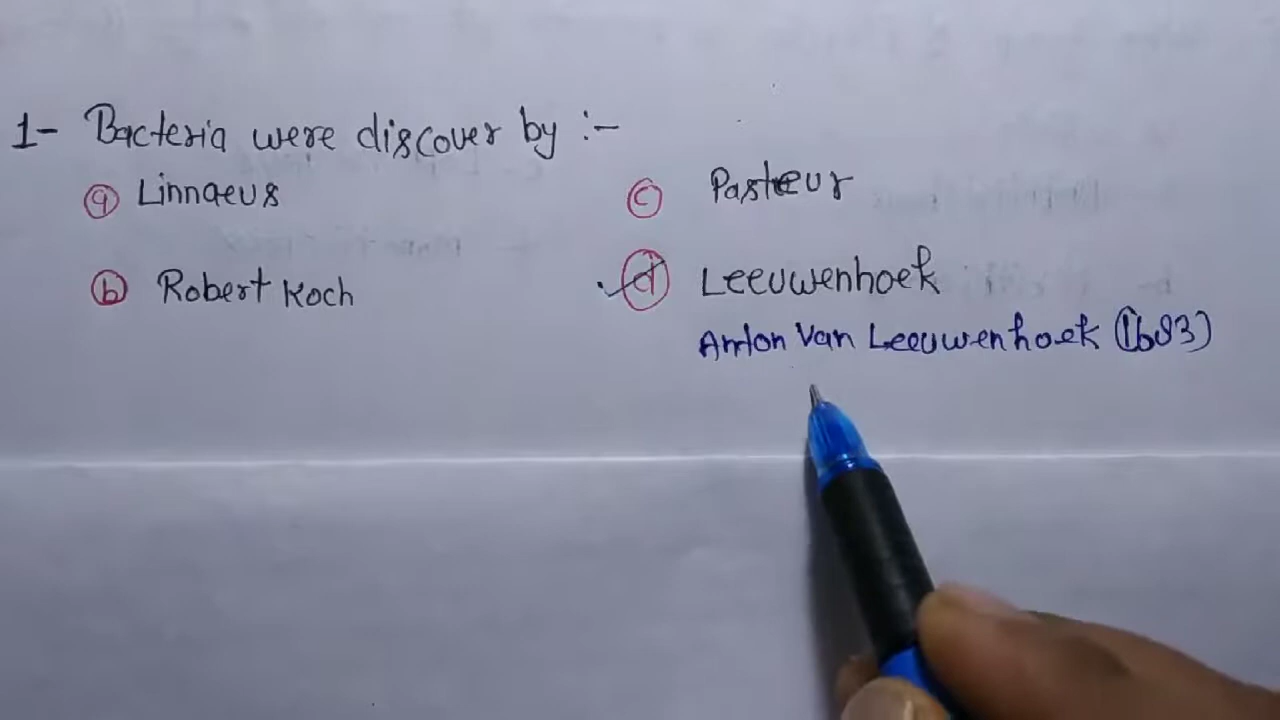 1- Bacteria were discover by :-
(a) Linnaeus
(b) Robert Koch
(c) Pasteur
(d) Leeuwenhoek
Anton Van Leeuwenhoek (1683)